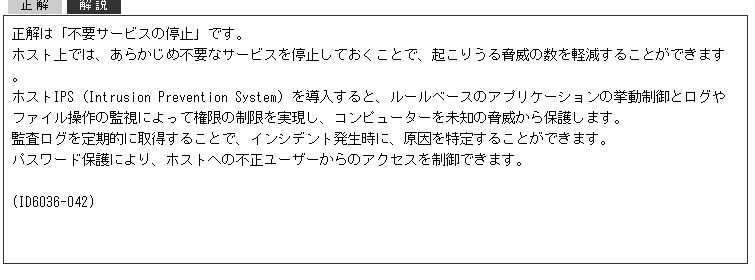 正解 解説
正解は「不要サービスの停止」です。
ホスト上では、あらかじめ不要なサービスを停止しておくことで、起こりうる脅威の数を軽減することができます
。
ホストIPS（Intrusion Prevention System）を導入すると、ルールベースのアプリケーションの挙動制御とログや
ファイル操作の監視によって権限の制限を実現し、コンピューターを未知の脅威から保護します。
監査ログを定期的に取得することで、インシデント発生時に、原因を特定することができます。
パスワード保護により、ホストへの不正ユーザーからのアクセスを制御できます。
(ID6036-042)